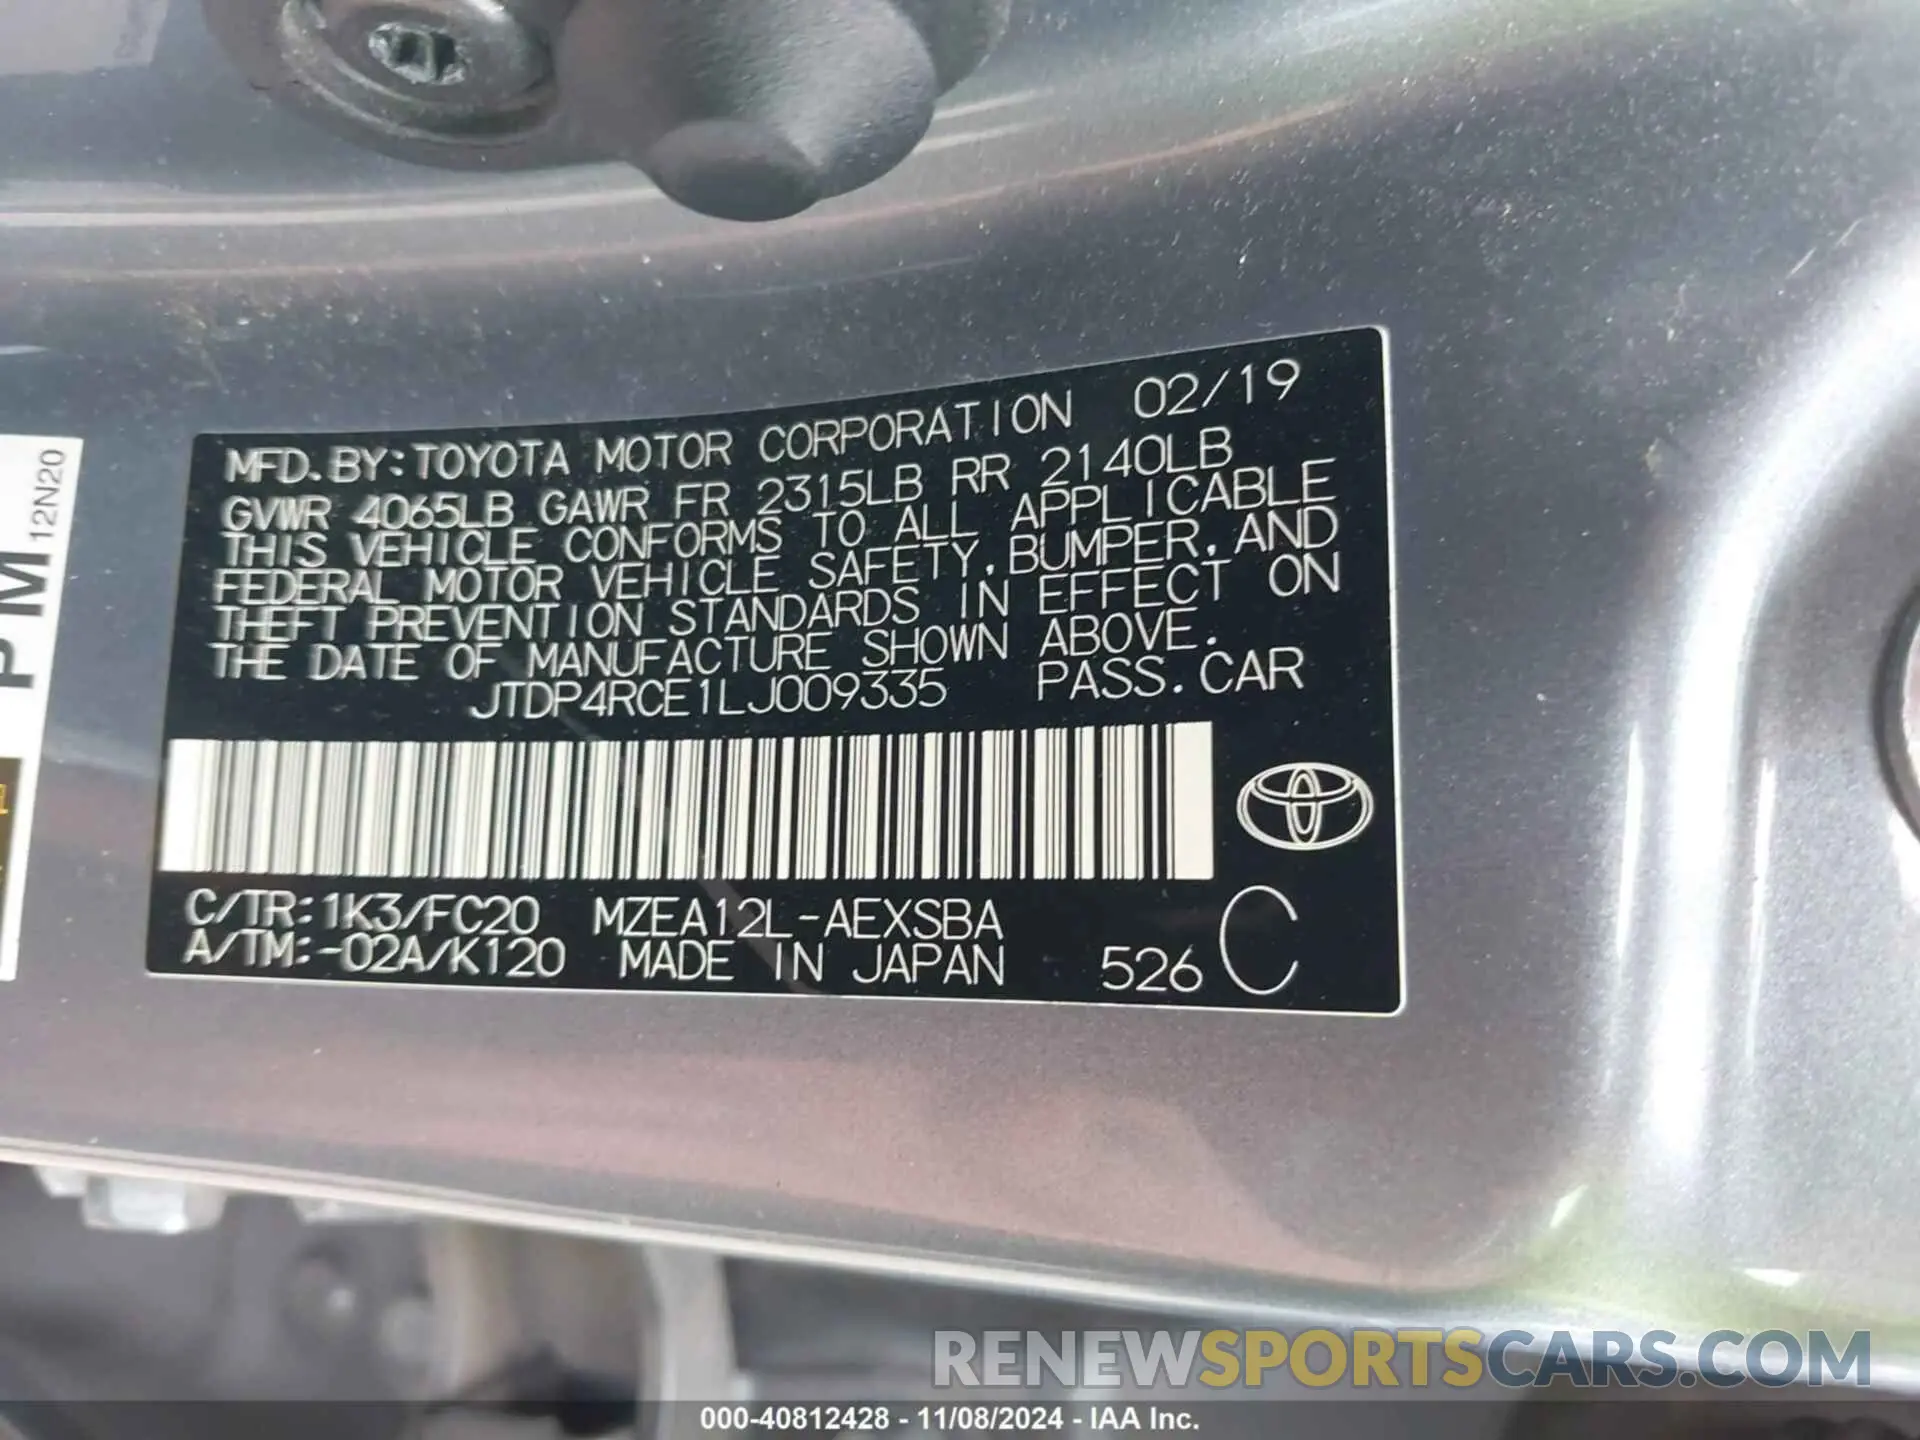 MFD. BY: TOYOTA MOTOR CORPORATION 02/19
GVWR 4065LB GAWR FR 2315LB RR 2140LB
THIS VEHICLE CONFORMS TO ALL APPLICABLE
FEDERAL MOTOR VEHICLE SAFETY, BUMPER, AND
THEFT PREVENTION STANDARDS IN EFFECT ON
THE DATE OF MANUFACTURE SHOWN ABOVE.
JTDP4RCE1LJ009335 PASS. CAR
C/TR: 1K3/FC20 MZEA12L-AEXSBA
A/TM: -02A/K120 MADE IN JAPAN 526 C
PM
12N20
RENEWSPORTSCARS.COM
000-40812428 - 11/08/2024 - IAA Inc.